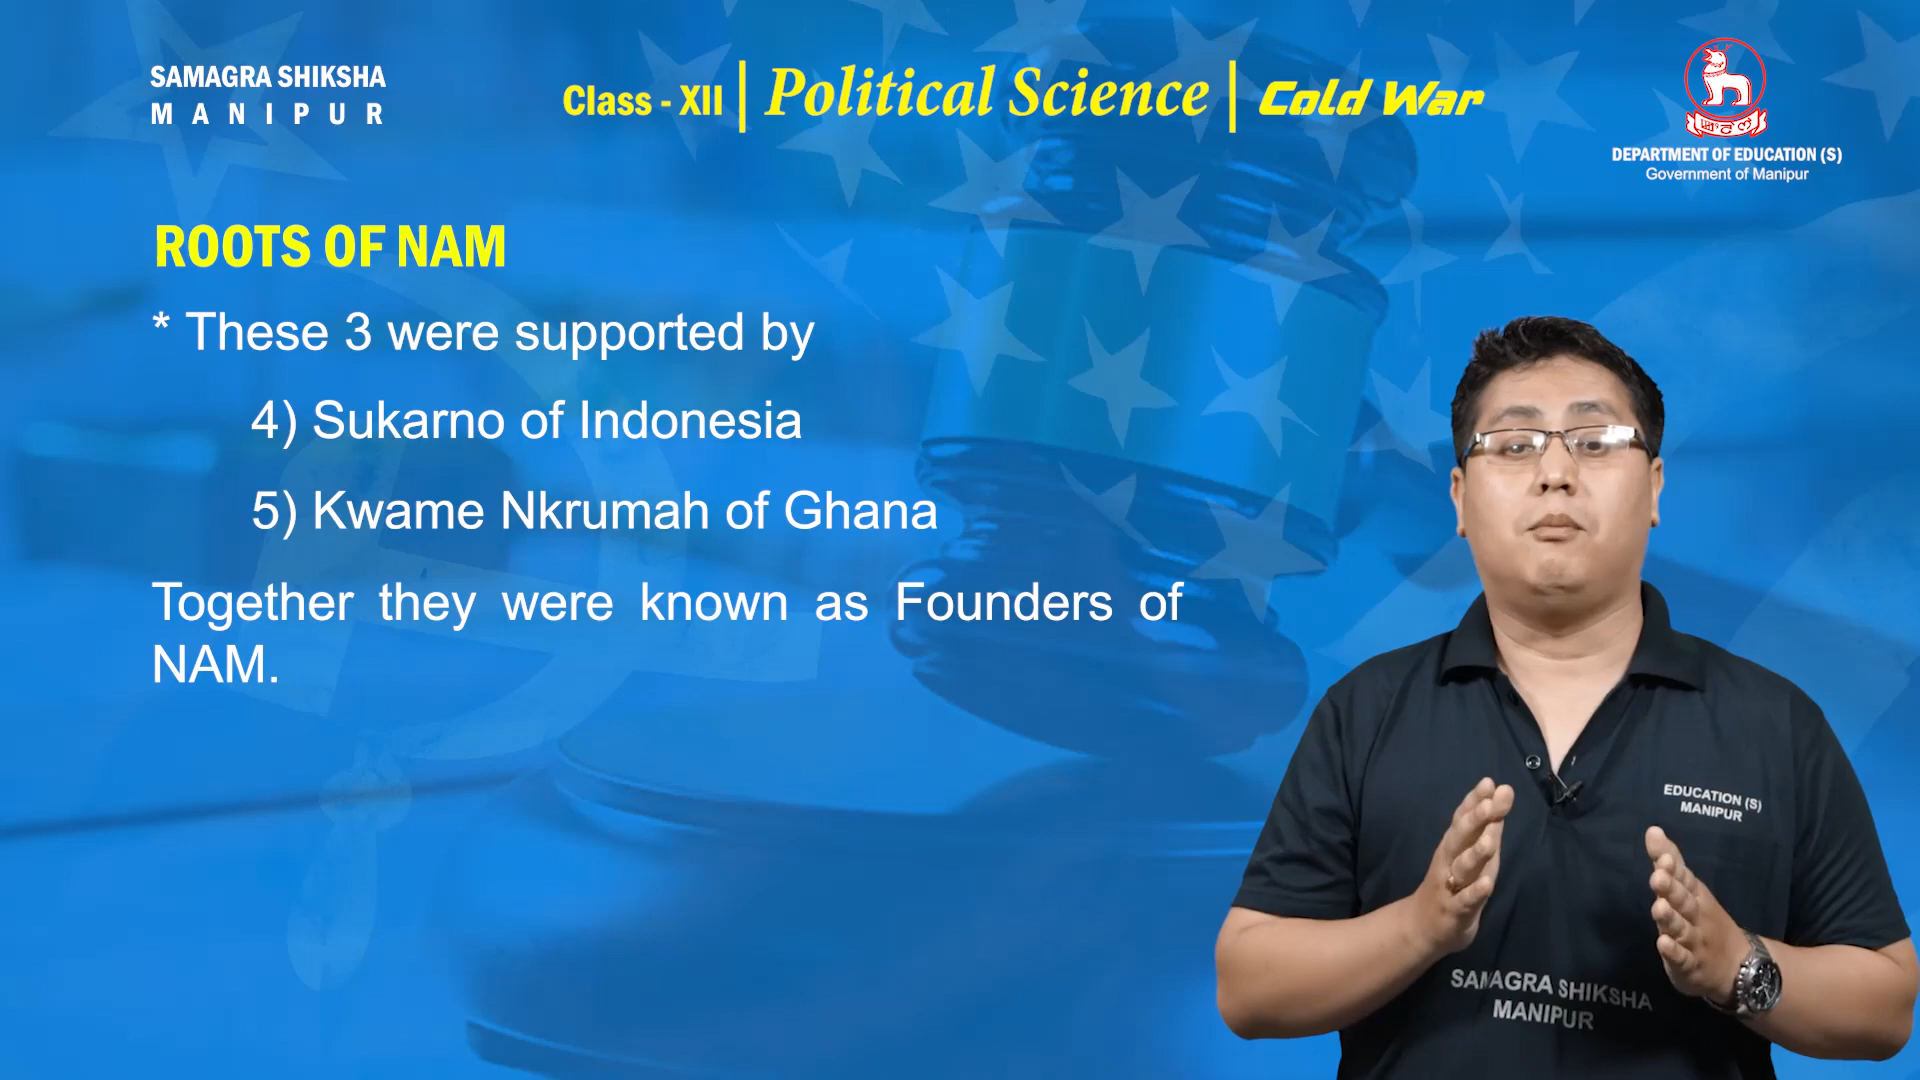 SAMAGRA SHIKSHA
MANIPUR
Class - XII | Political Science | Cold War
DEPARTMENT OF EDUCATION (S)
Government of Manipur
ROOTS OF NAM
* These 3 were supported by
4) Sukarno of Indonesia
5) Kwame Nkrumah of Ghana
Together they were known as Founders of
NAM.
EDUCATION (S)
MANIPUR
SAMAGRA SHIKSHA
MANIPUR